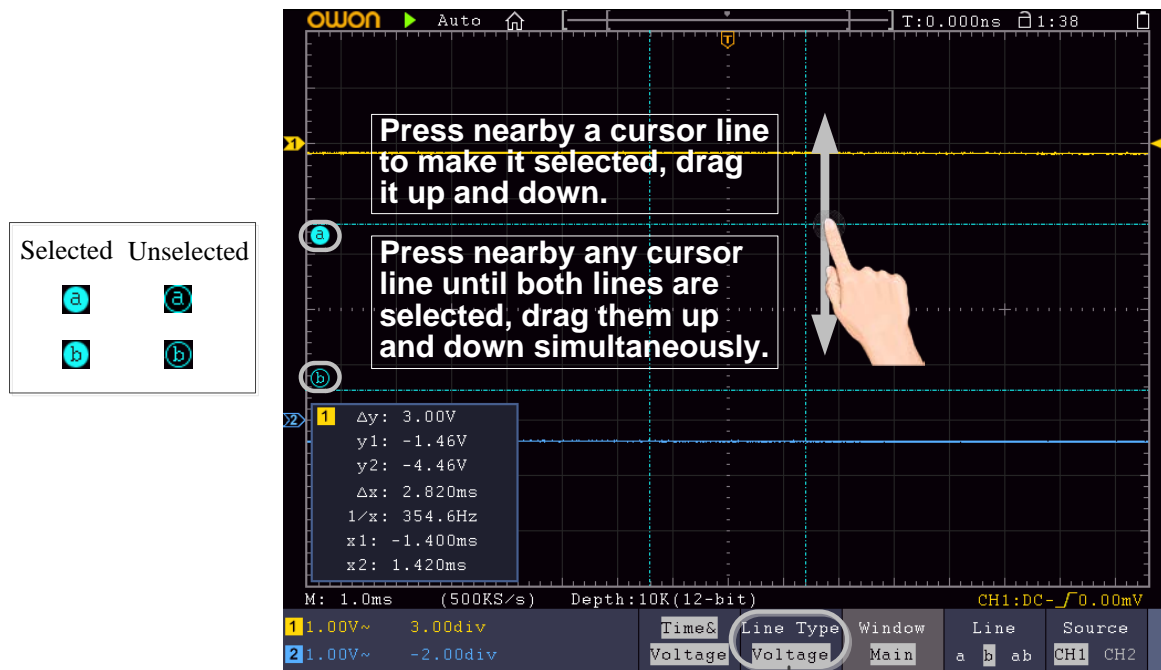 OWON Auto T:0.000ns 1:38
T
1
Press nearby a cursor line
to make it selected, drag
it up and down.
a
Press nearby any cursor
line until both lines are
selected, drag them up
and down simultaneously.
b
Selected Unselected
a a
b b
2
1 Δy: 3.00V
y1: -1.46V
y2: -4.46V
Δx: 2.820ms
1/x: 354.6Hz
x1: -1.400ms
x2: 1.420ms
M: 1.0ms (500KS/s) Depth:10K(12-bit) CH1:DC- 0.00mV
1 1.00V~ 3.00div
2 1.00V~ -2.00div
Time& Line Type Window Line Source
Voltage Voltage Main a b ab CH1 CH2